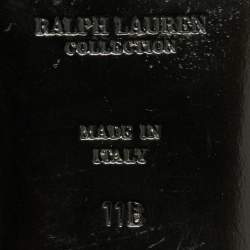 RALPH LAUREN
COLLECTION
MADE IN
ITALY
11B